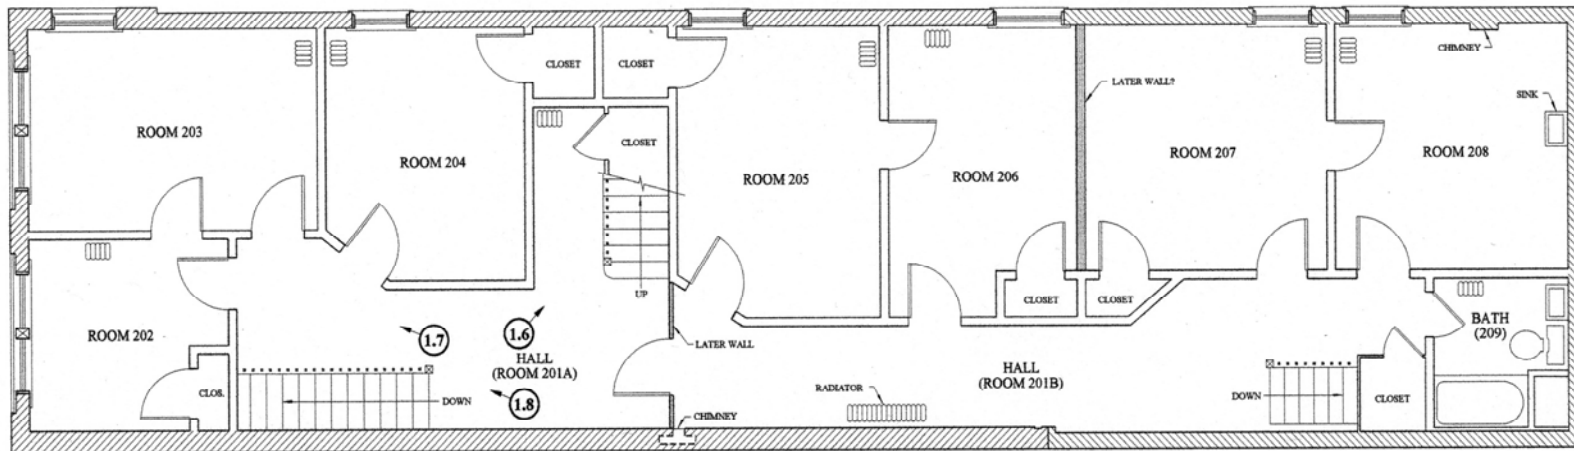 CHIMNEY
CLOSET
CLOSET
LATER WALL?
SINK
ROOM 203
CLOSET
ROOM 204
ROOM 205
ROOM 206
ROOM 207
ROOM 208
UP
CLOSET
CLOSET
ROOM 202
1.7
1.6
HALL
(ROOM 201A)
LATER WALL
BATH
(209)
HALL
(ROOM 201B)
CLOS.
DOWN
1.8
RADIATOR
DOWN
CLOSET
CHIMNEY